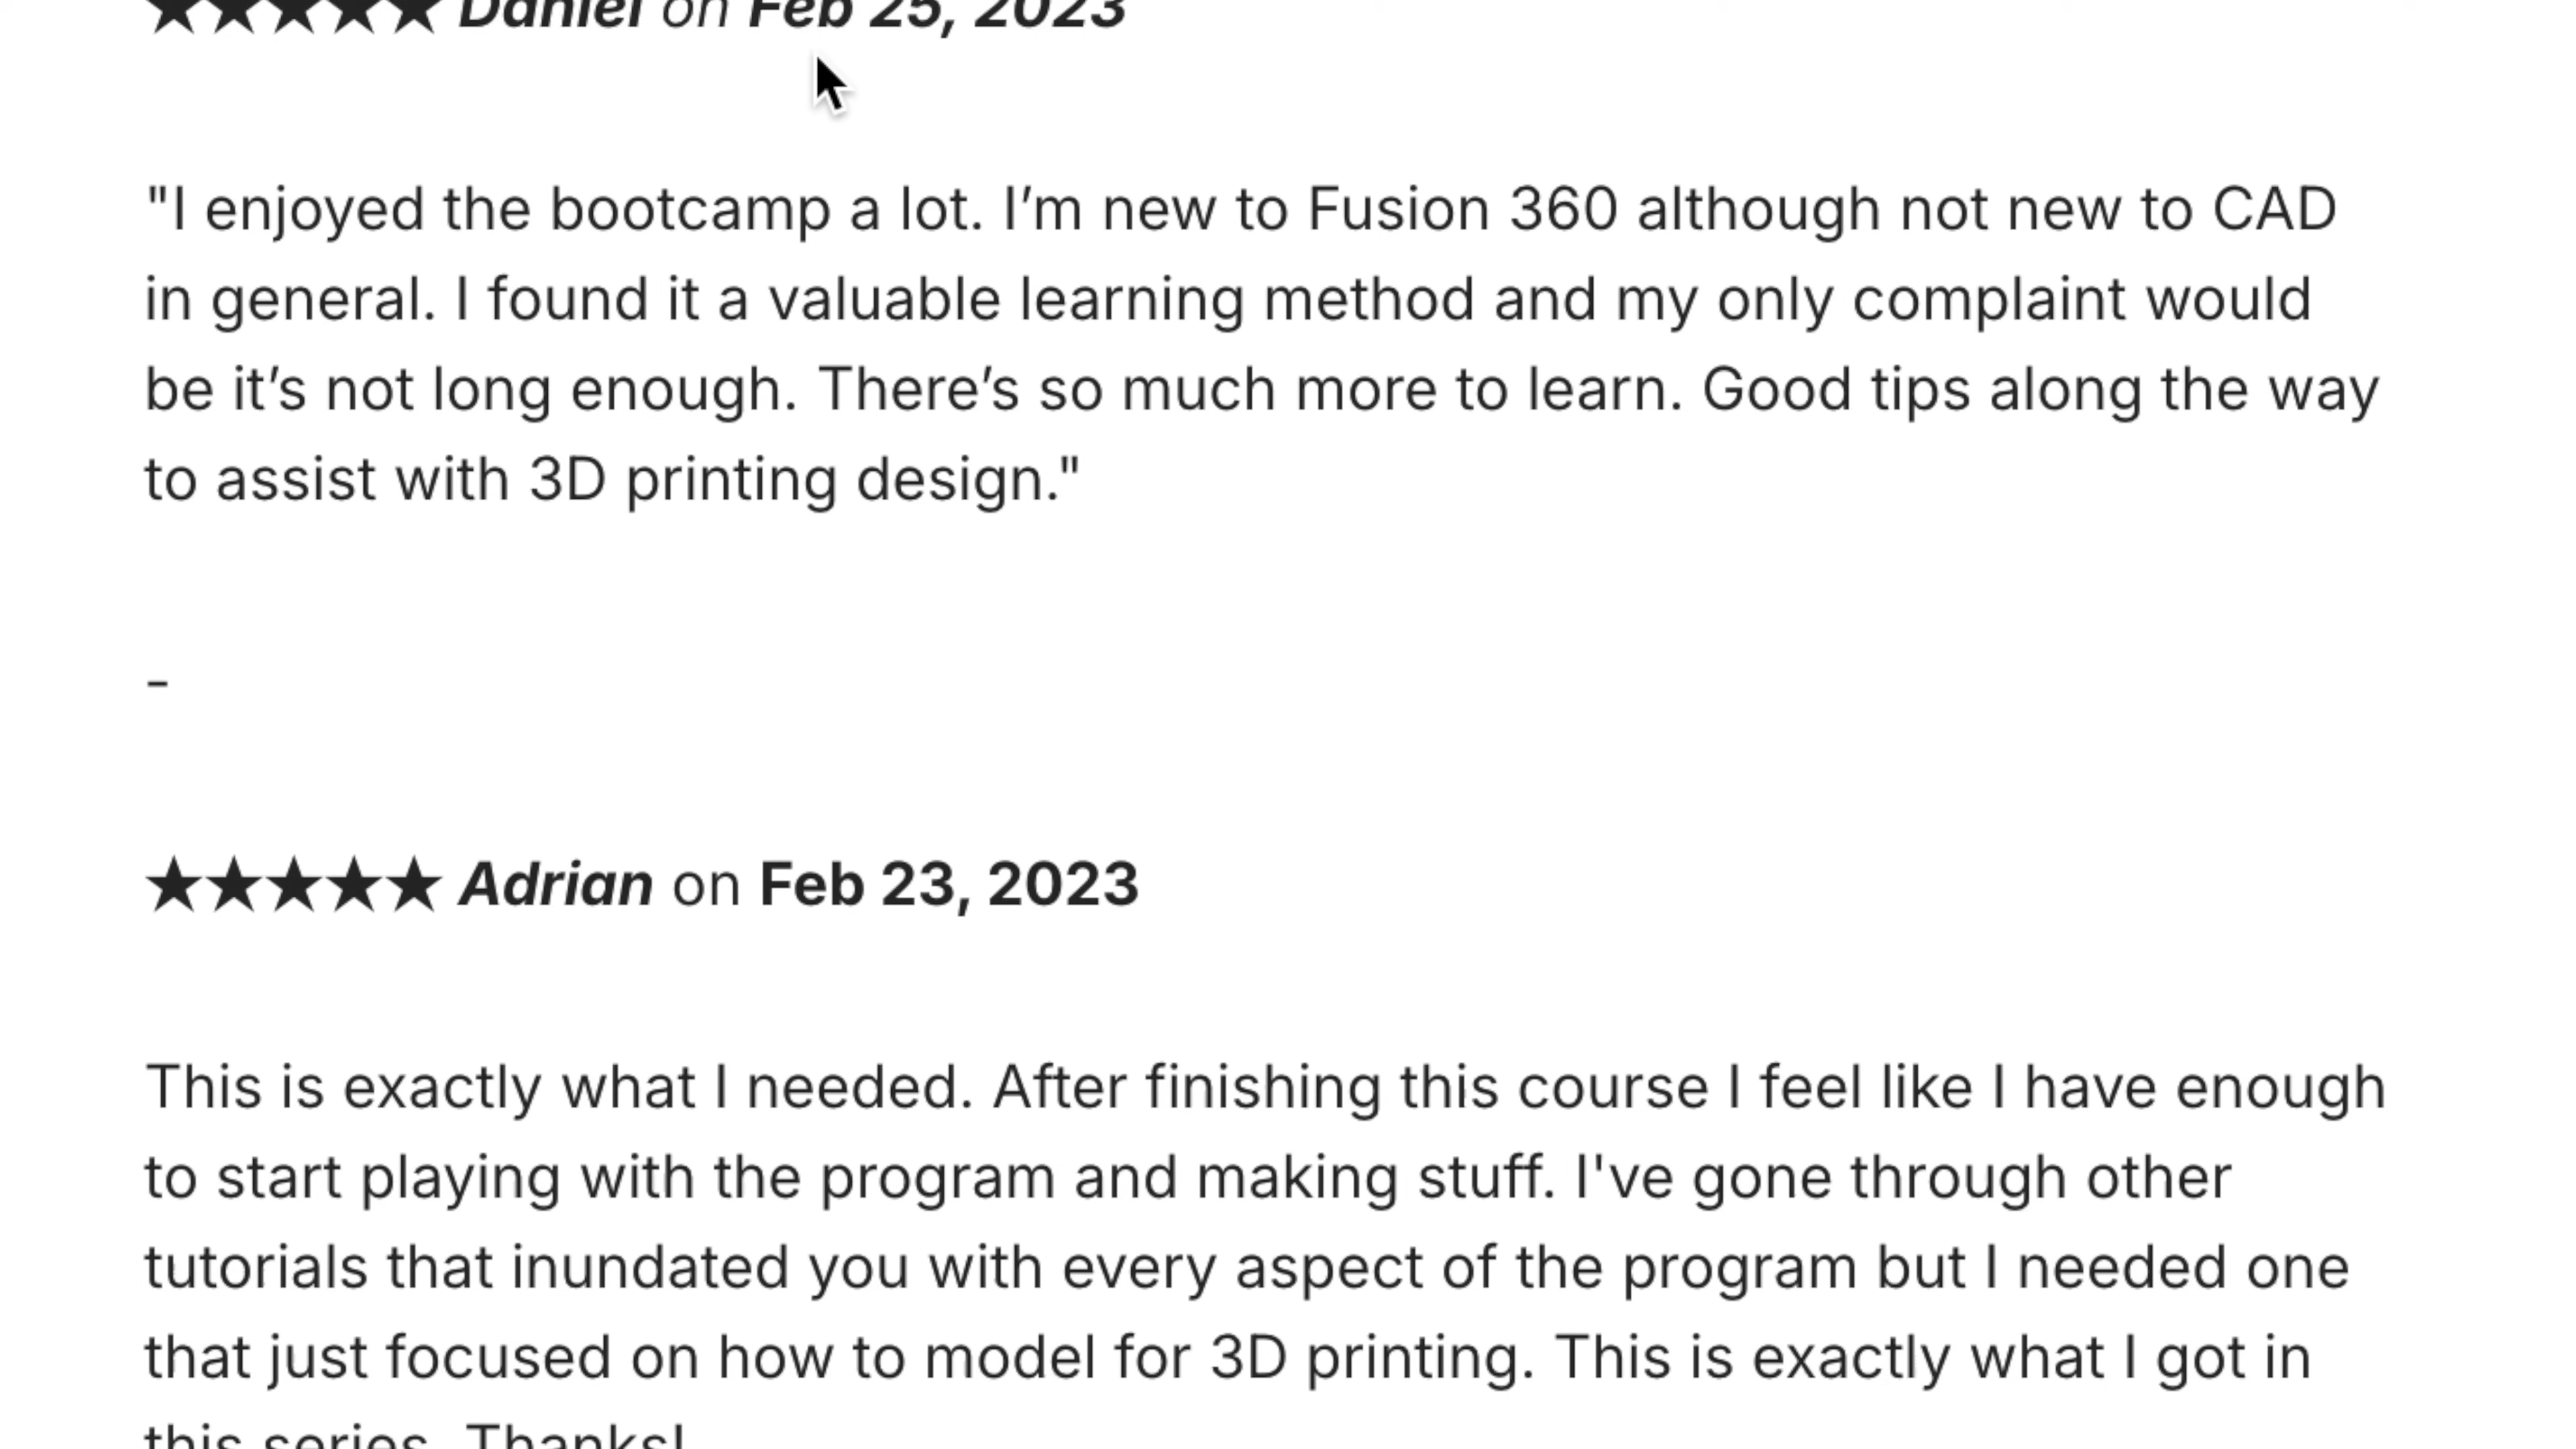 ★★★★★ Daniel on Feb 25, 2023
"I enjoyed the bootcamp a lot. I’m new to Fusion 360 although not new to CAD
in general. I found it a valuable learning method and my only complaint would
be it’s not long enough. There’s so much more to learn. Good tips along the way
to assist with 3D printing design."
-
★★★★★ Adrian on Feb 23, 2023
This is exactly what I needed. After finishing this course I feel like I have enough
to start playing with the program and making stuff. I've gone through other
tutorials that inundated you with every aspect of the program but I needed one
that just focused on how to model for 3D printing. This is exactly what I got in
this series. Thanks!